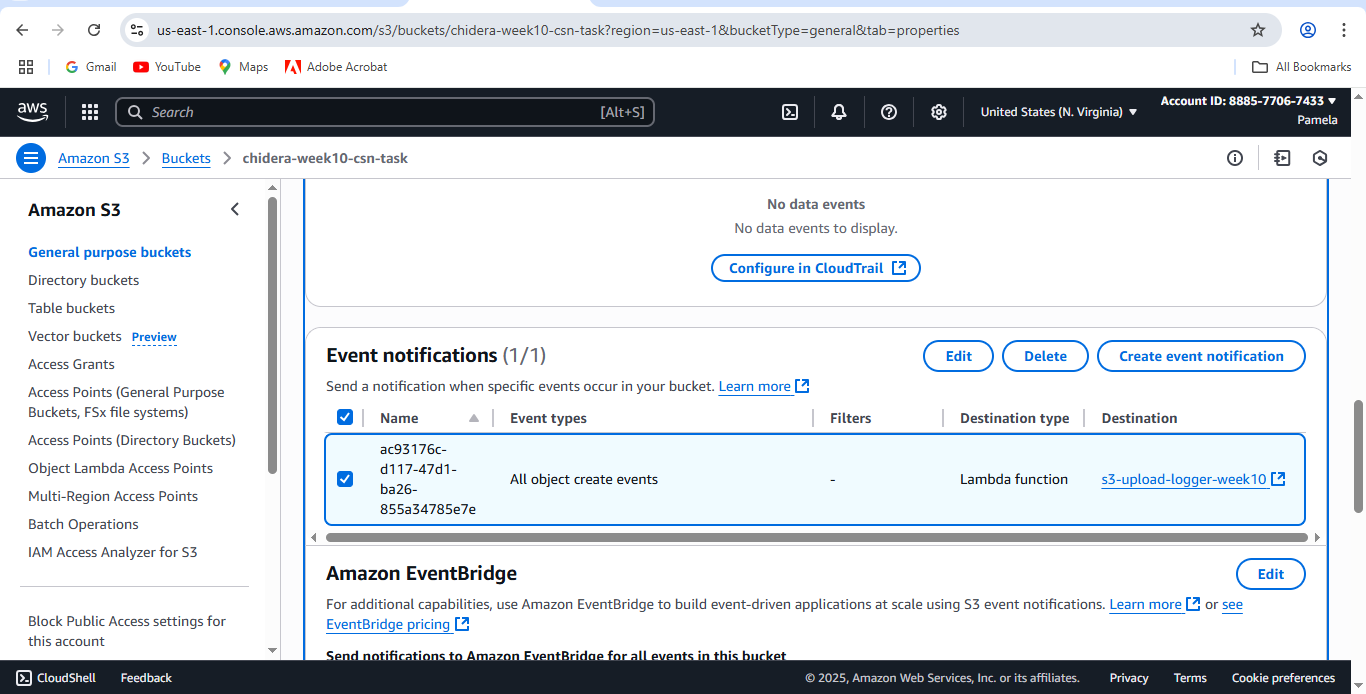 us-east-1.console.aws.amazon.com/s3/buckets/chidera-week10-csn-task?region=us-east-1&bucketType=general&tab=properties
Gmail YouTube Maps Adobe Acrobat All Bookmarks
aws Search [Alt+S] United States (N. Virginia) Account ID: 8885-7706-7433
Pamela
Amazon S3 Buckets chidera-week10-csn-task
Amazon S3
General purpose buckets
Directory buckets
Table buckets
Vector buckets Preview
Access Grants
Access Points (General Purpose
Buckets, FSx file systems)
Access Points (Directory Buckets)
Object Lambda Access Points
Multi-Region Access Points
Batch Operations
IAM Access Analyzer for S3
Block Public Access settings for
this account
No data events
No data events to display.
Configure in CloudTrail
Event notifications (1/1) Edit Delete Create event notification
Send a notification when specific events occur in your bucket. Learn more
Name Event types Filters Destination type Destination
ac93176c-
d117-47d1-
ba26-
855a34785e7e
All object create events - Lambda function s3-upload-logger-week10
Amazon EventBridge Edit
For additional capabilities, use Amazon EventBridge to build event-driven applications at scale using S3 event notifications. Learn more or see
EventBridge pricing
Send notifications to Amazon EventBridge for all events in this bucket
CloudShell Feedback © 2025, Amazon Web Services, Inc. or its affiliates. Privacy Terms Cookie preferences